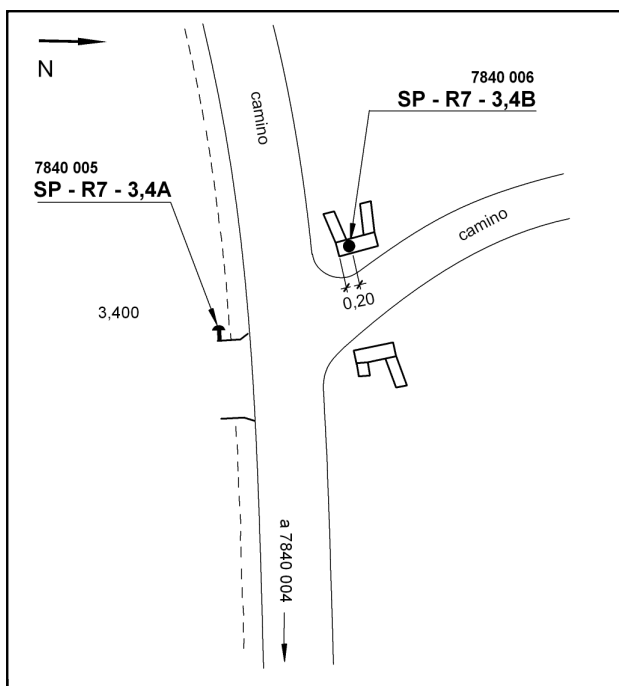 N
camino
7840 006
SP - R7 - 3,4B
7840 005
SP - R7 - 3,4A
camino
0,20
3,400
a 7840 004